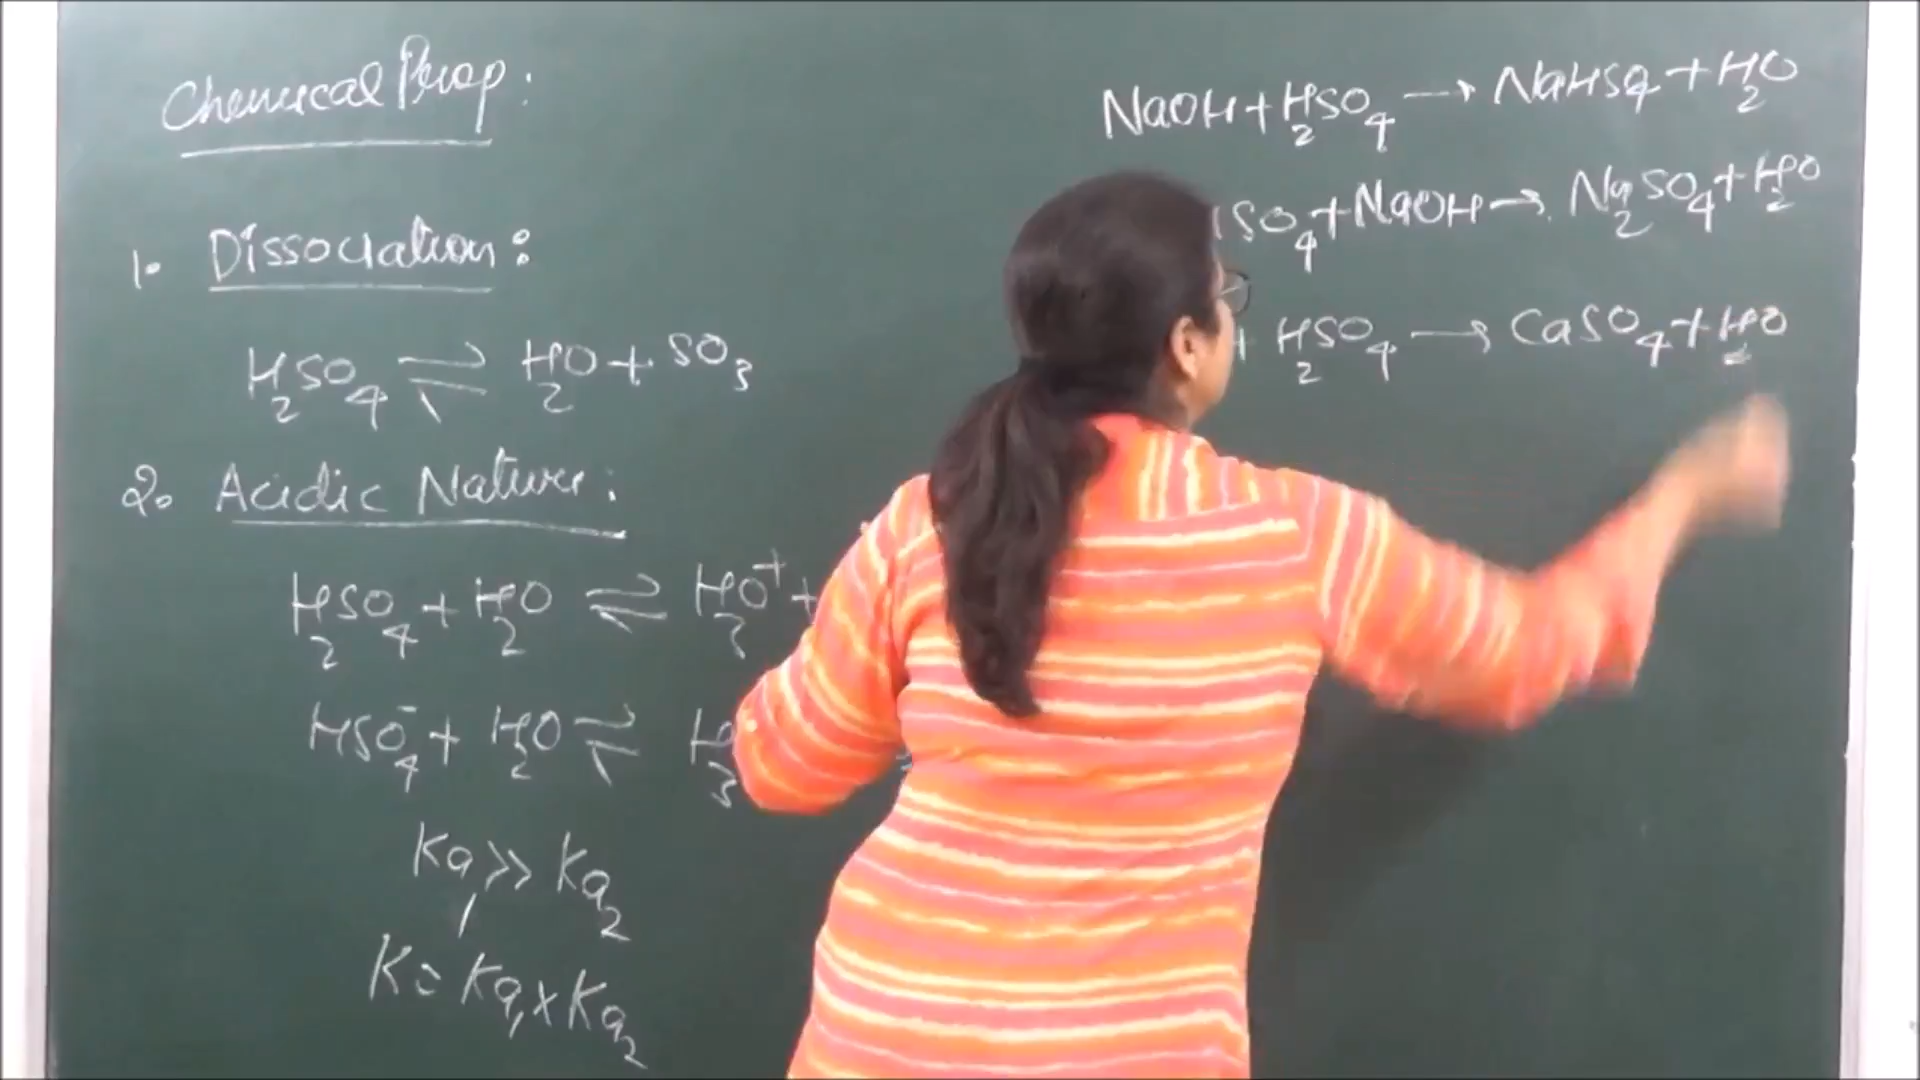 Chemical Prop:
1. Dissociation:
H2SO4 ⇌ H2O + SO3
2. Acidic Nature:
H2SO4 + H2O ⇌ H3O+ +
HSO4- + H2O ⇌ H3
Ka1 >> Ka2
K = Ka1 x Ka2
NaOH + H2SO4 → NaHSO4 + H2O
SO4 + NaOH → Na2SO4 + H2O
+ H2SO4 → CaSO4 + H2O